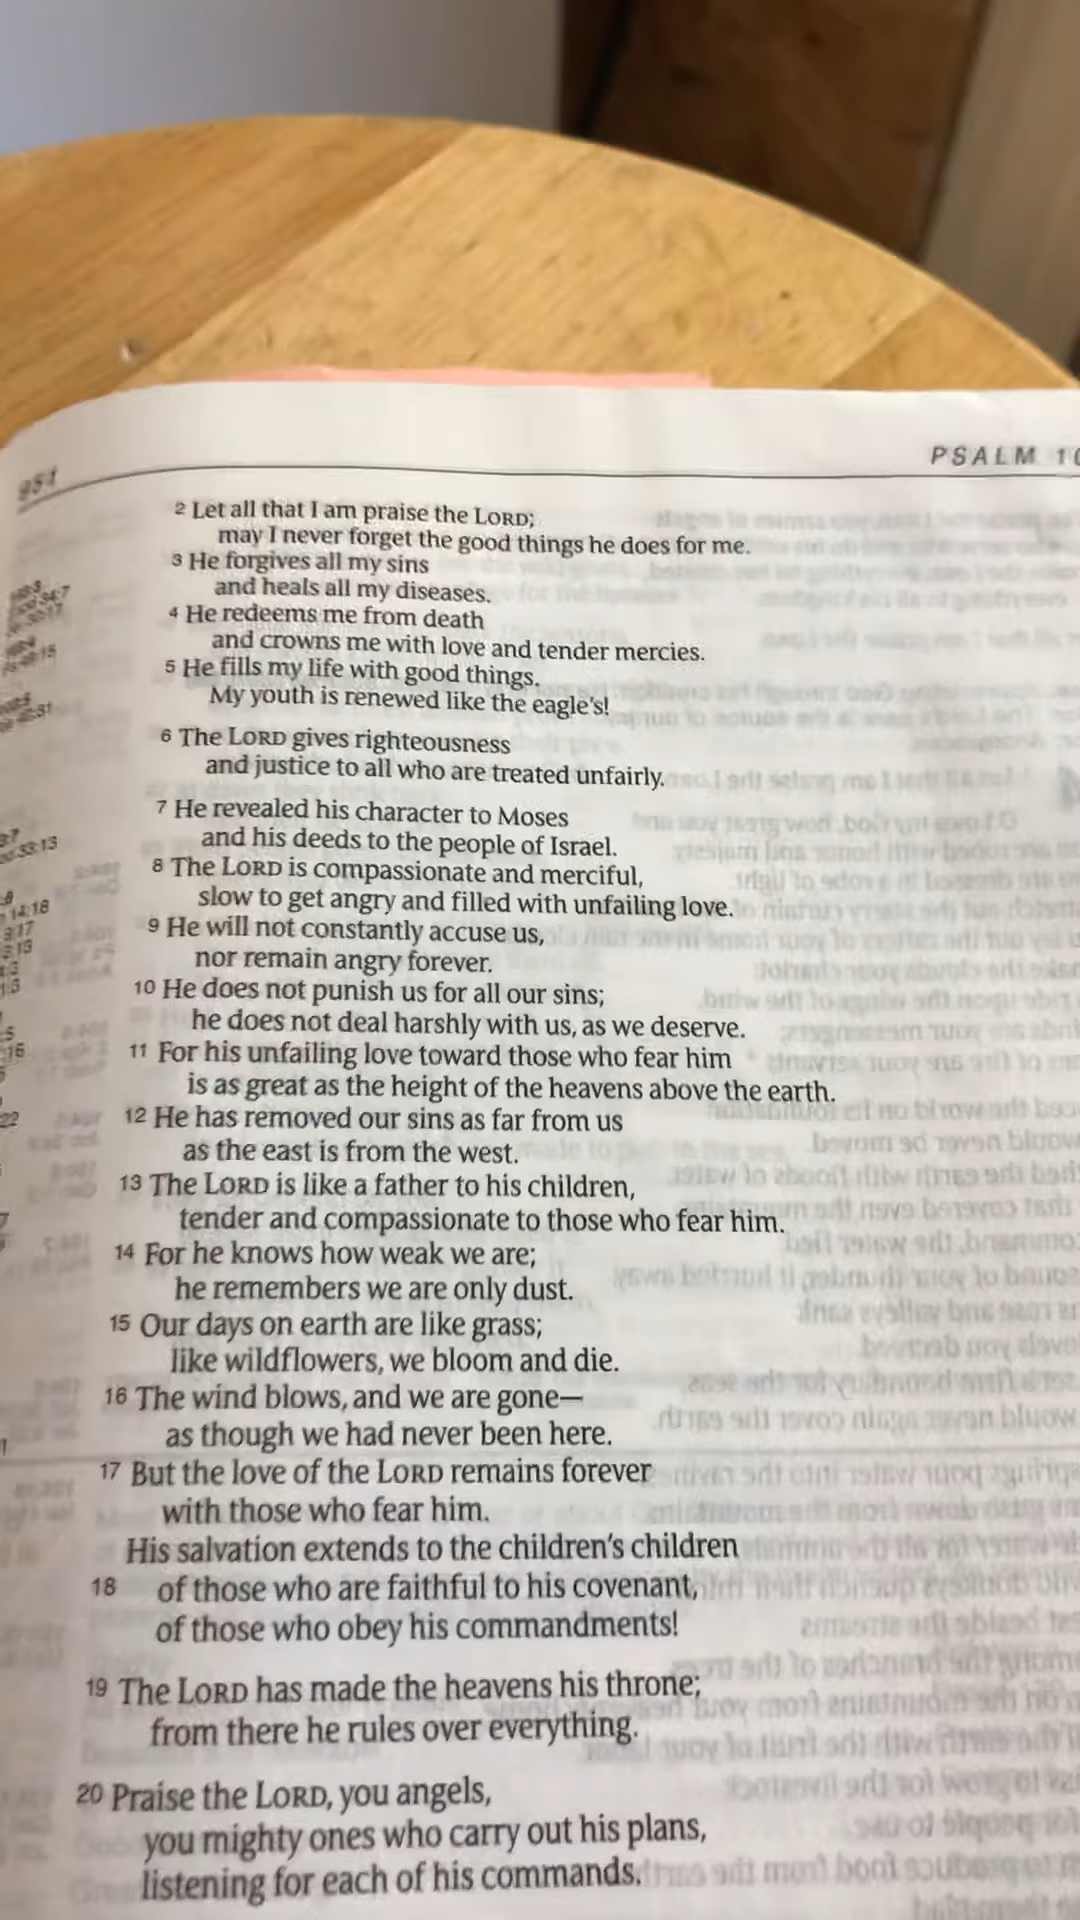 951
PSALM 10
2 Let all that I am praise the LORD;
may I never forget the good things he does for me.
3 He forgives all my sins
and heals all my diseases.
4 He redeems me from death
and crowns me with love and tender mercies.
5 He fills my life with good things.
My youth is renewed like the eagle's!
6 The LORD gives righteousness
and justice to all who are treated unfairly.
7 He revealed his character to Moses
and his deeds to the people of Israel.
8 The LORD is compassionate and merciful,
slow to get angry and filled with unfailing love.
9 He will not constantly accuse us,
nor remain angry forever.
10 He does not punish us for all our sins;
he does not deal harshly with us, as we deserve.
11 For his unfailing love toward those who fear him
is as great as the height of the heavens above the earth.
12 He has removed our sins as far from us
as the east is from the west.
13 The LORD is like a father to his children,
tender and compassionate to those who fear him.
14 For he knows how weak we are;
he remembers we are only dust.
15 Our days on earth are like grass;
like wildflowers, we bloom and die.
16 The wind blows, and we are gone—
as though we had never been here.
17 But the love of the LORD remains forever
with those who fear him.
His salvation extends to the children's children
18 of those who are faithful to his covenant,
of those who obey his commandments!
19 The LORD has made the heavens his throne;
from there he rules over everything.
20 Praise the LORD, you angels,
you mighty ones who carry out his plans,
listening for each of his commands.